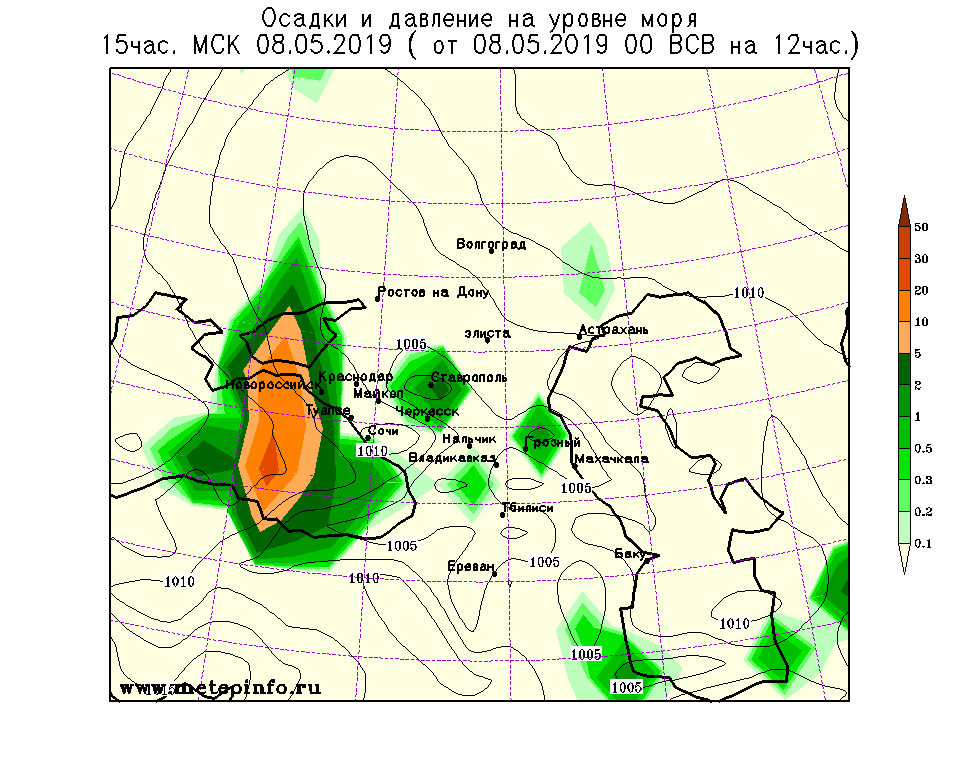 Осадки и давление на уровне моря
15час. МСК 08.05.2019 ( от 08.05.2019 00 ВСВ на 12час.)
Волгоград
Ростов на Дону
1010
элиста
Астрахань
1005
Краснодар
Ставрополь
Новороссийск
Майкоп
Туапсе
Черкесск
Сочи
Нальчик
Грозный
1010
Владикавказ
Махачкала
1005
Тбилиси
1005
Баку
1005
Ереван
1010
1010
1010
1005
1005
www.meteoinfo.ru
50
30
20
10
5
2
1
0.5
0.3
0.2
0.1